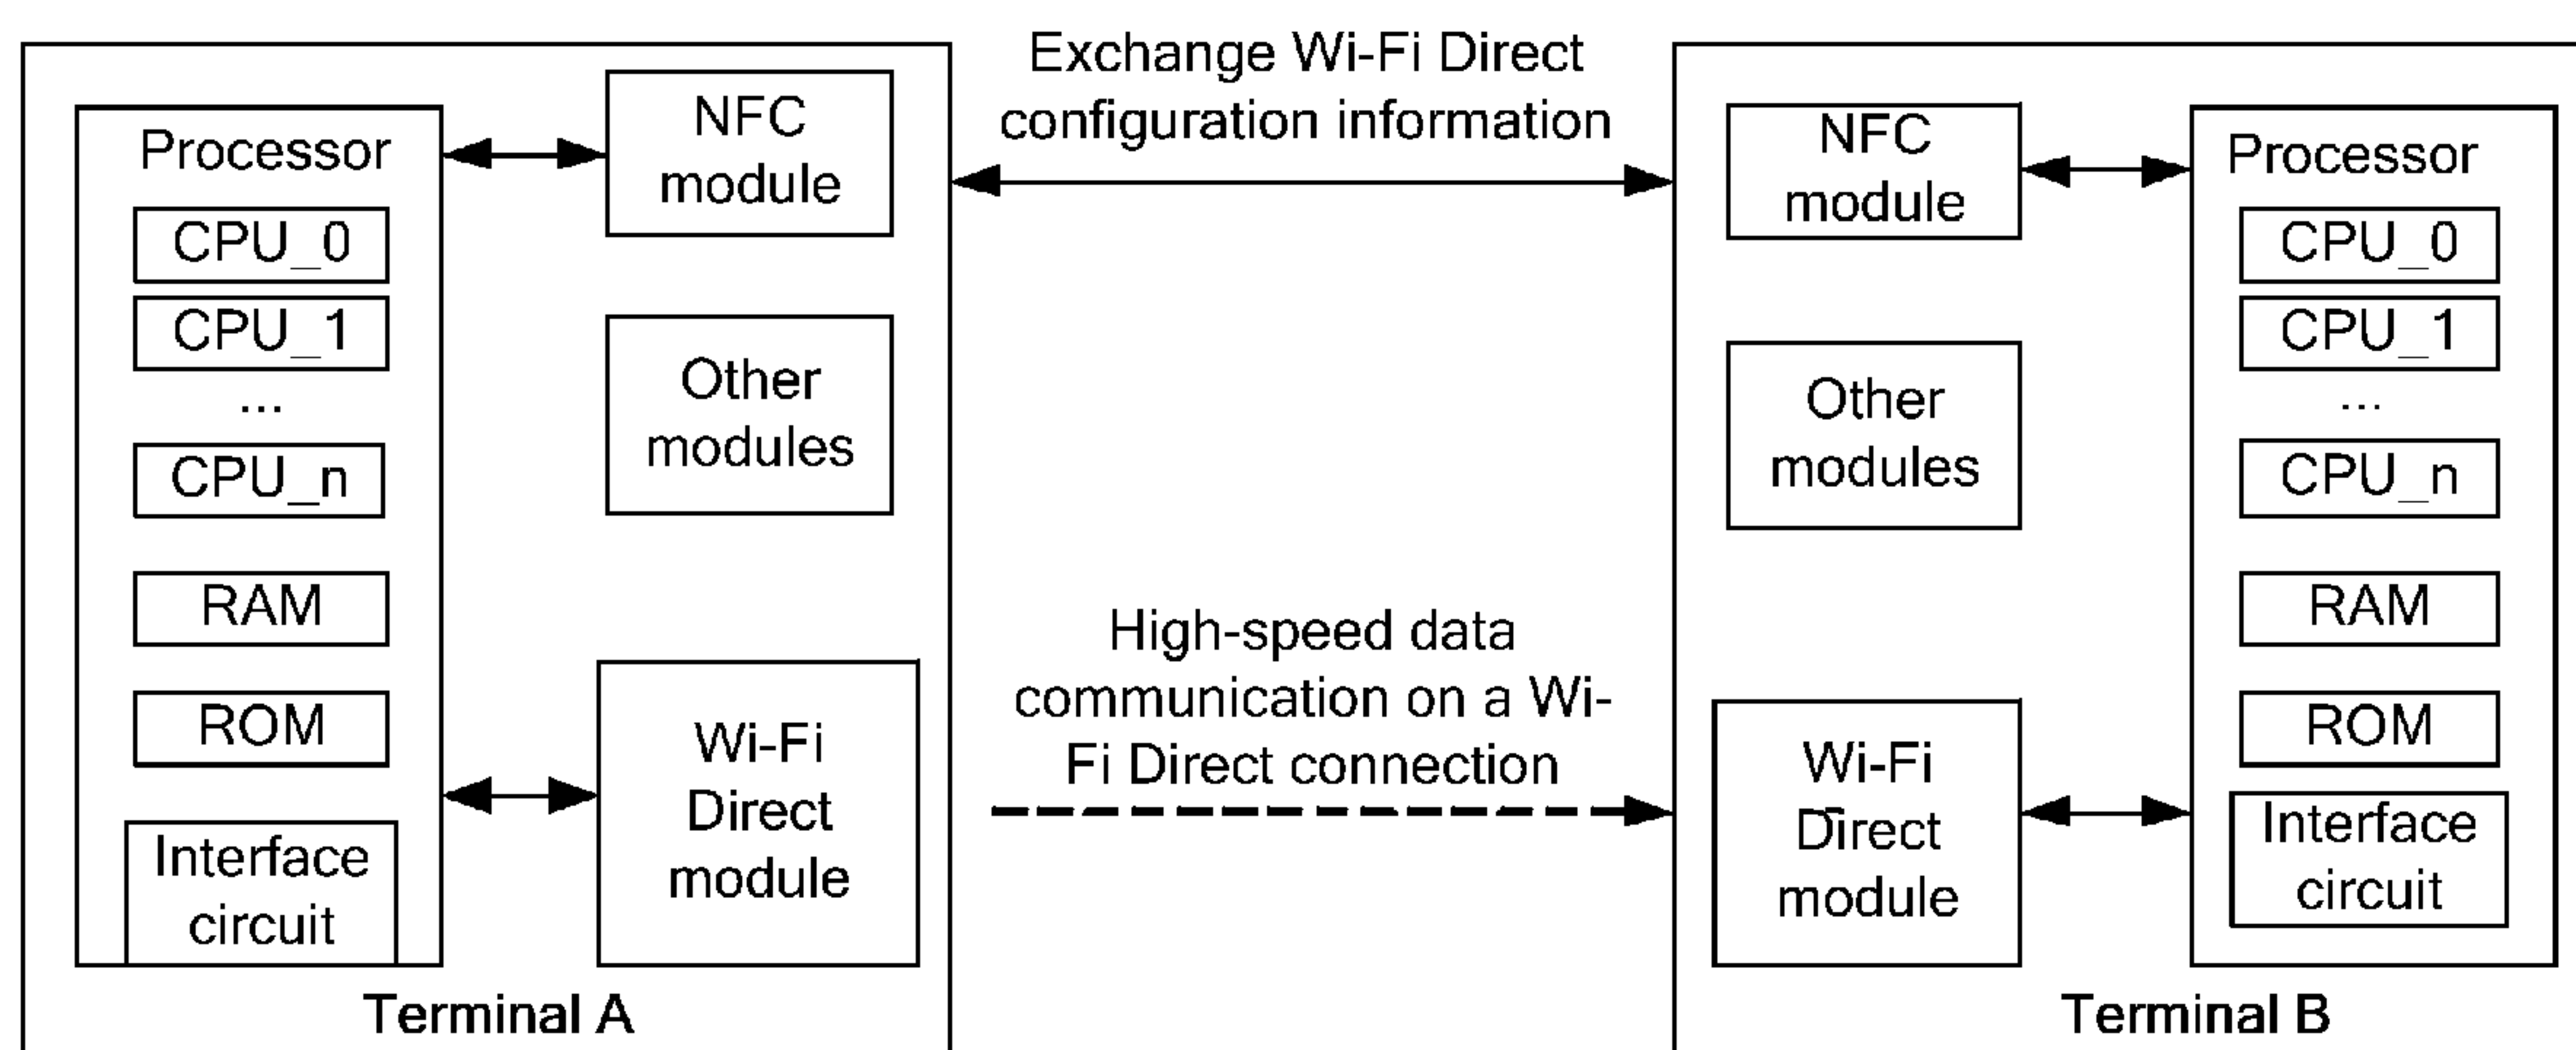 Processor
CPU_0
CPU_1
...
CPU_n
RAM
ROM
Interface
circuit
NFC
module
Other
modules
Wi-Fi
Direct
module
Terminal A
Exchange Wi-Fi Direct
configuration information
High-speed data
communication on a Wi-
Fi Direct connection
NFC
module
Other
modules
Wi-Fi
Direct
module
Processor
CPU_0
CPU_1
...
CPU_n
RAM
ROM
Interface
circuit
Terminal B